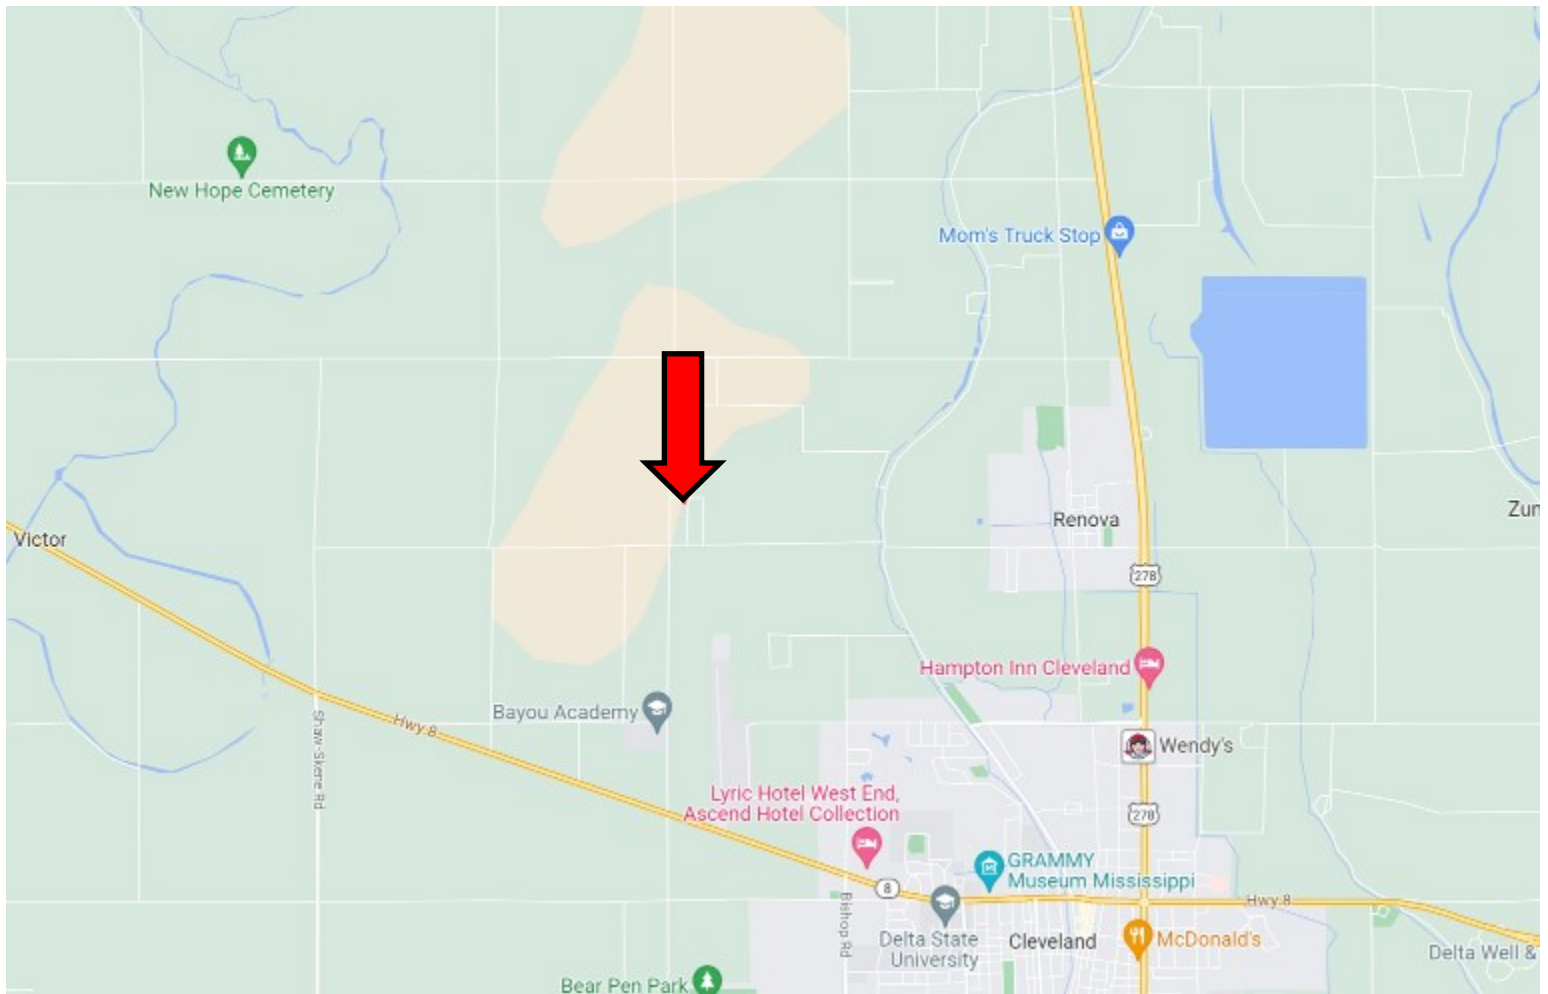 New Hope Cemetery
Mom's Truck Stop
Renova
Zun
Victor
278
Hampton Inn Cleveland
Bayou Academy
Hwy 8
Shaw-Skene Rd
Wendy's
Lyric Hotel West End,
Ascend Hotel Collection
278
GRAMMY
Museum Mississippi
8
Hwy 8
Bishop Rd
Delta State
University
Cleveland
McDonald's
Delta Well &
Bear Pen Park